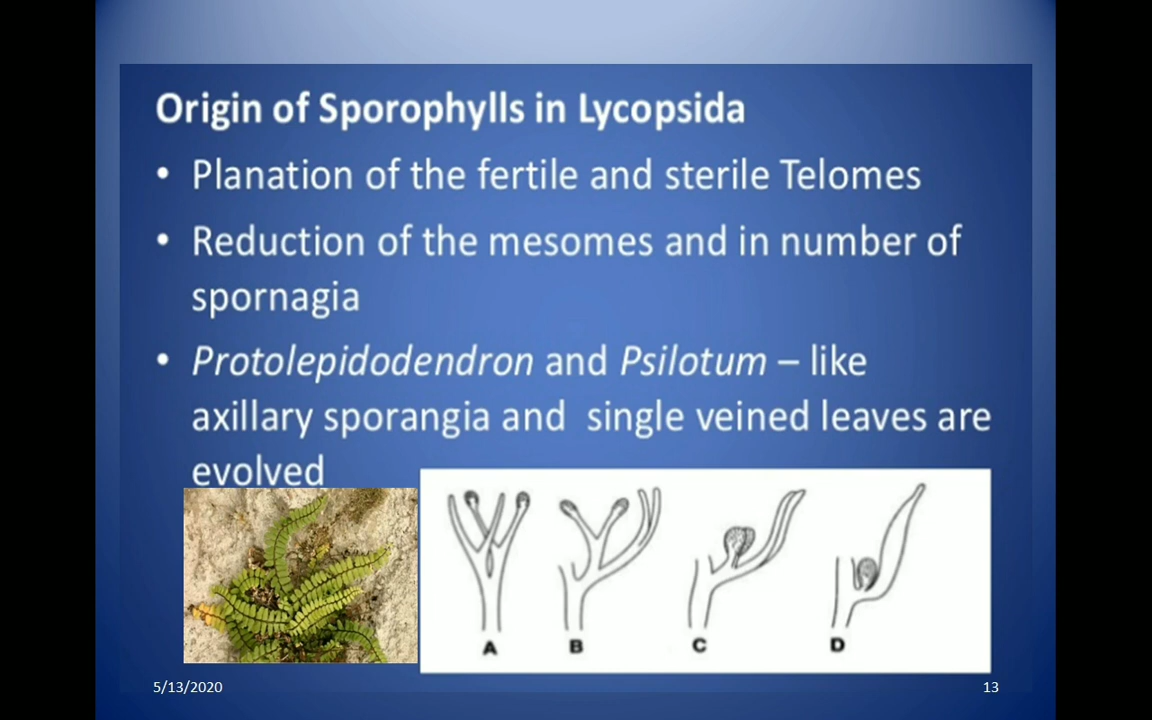 Origin of Sporophylls in Lycopsida
• Planation of the fertile and sterile Telomes
• Reduction of the mesomes and in number of
spornagia
• Protolepidodendron and Psilotum – like
axillary sporangia and single veined leaves are
evolved
A B C D
5/13/2020 13